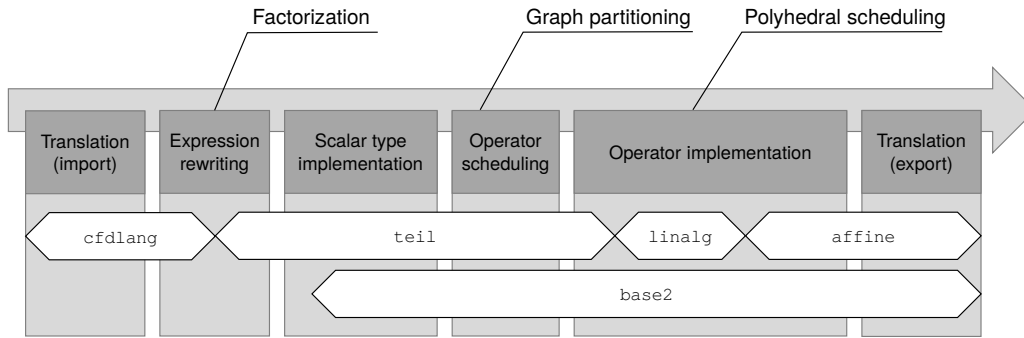 Factorization
Graph partitioning
Polyhedral scheduling
Translation
(import)
Expression
rewriting
Scalar type
implementation
Operator
scheduling
Operator implementation
Translation
(export)
cfdlang
teil
linalg
affine
base2